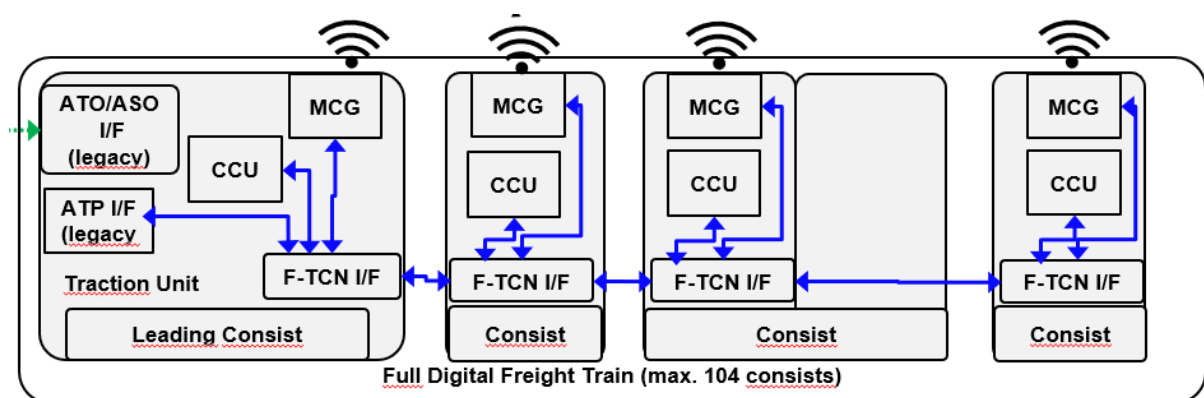 ATO/ASO
I/F
(legacy)
MCG
CCU
ATP I/F
(legacy
F-TCN I/F
Traction Unit
Leading Consist
MCG
CCU
F-TCN I/F
Consist
MCG
CCU
F-TCN I/F
Consist
MCG
CCU
F-TCN I/F
Consist
Full Digital Freight Train (max. 104 consists)